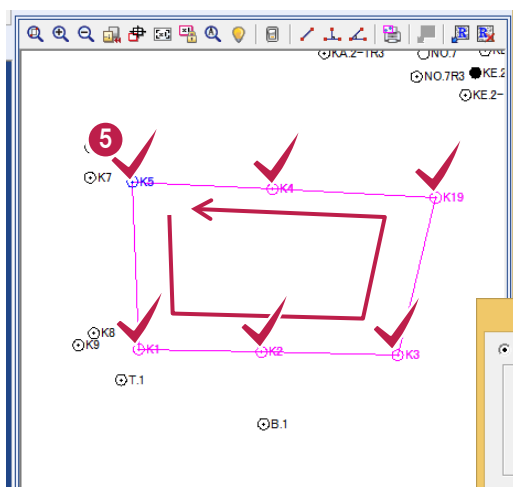 KA.2-1R3
NO.7
NO.7R3
KE.2
KE.2-
5
K7
K5
K4
K19
K8
K9
K1
K2
K3
T.1
B.1